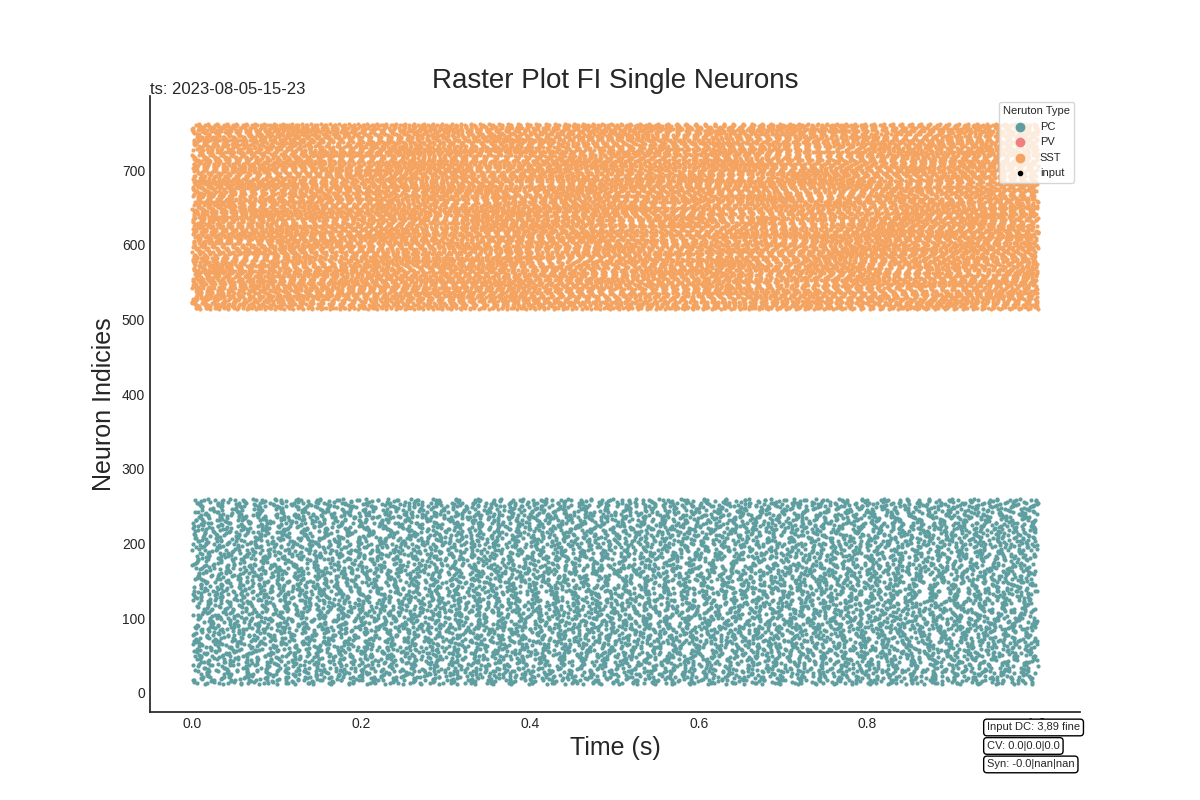 Raster Plot FI Single Neurons
ts: 2023-08-05-15-23
Neruton Type
PC
PV
SST
input
700
600
500
400
300
200
100
0
Neuron Indicies
0.0 0.2 0.4 0.6 0.8
Time (s)
Input DC: 3,89 fine
CV: 0.0|0.0|0.0
Syn: -0.0|nan|nan